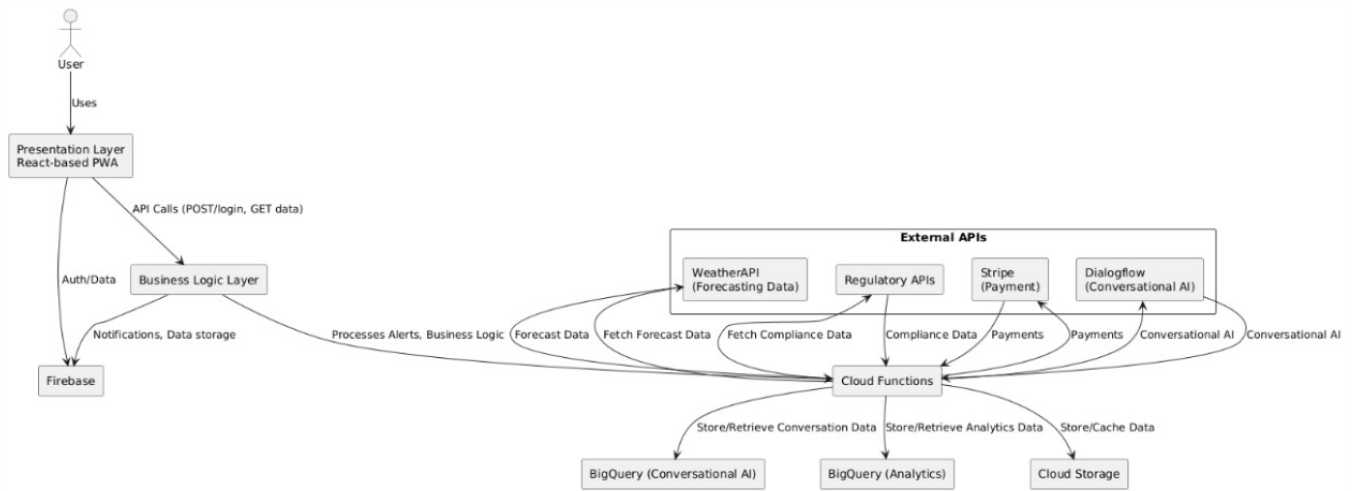 User
Uses
Presentation Layer
React-based PWA
API Calls (POST/login, GET data)
External APIs
WeatherAPI
(Forecasting Data)
Regulatory APIs
Stripe
(Payment)
Dialogflow
(Conversational AI)
Auth/Data
Business Logic Layer
Notifications, Data storage
Processes Alerts, Business Logic
Forecast Data
Fetch Forecast Data
Fetch Compliance Data
Compliance Data
Payments
Payments
Conversational AI
Conversational AI
Firebase
Cloud Functions
Store/Retrieve Conversation Data
Store/Retrieve Analytics Data
Store/Cache Data
BigQuery (Conversational AI)
BigQuery (Analytics)
Cloud Storage